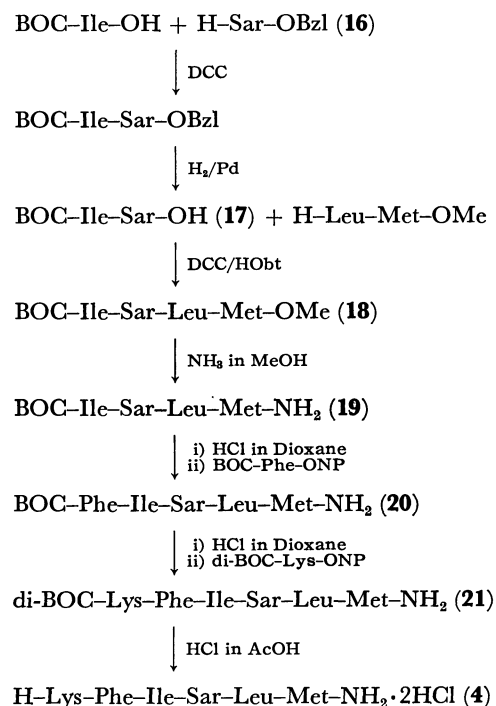 BOC–Ile–OH + H–Sar–OBzl (16)
DCC
BOC–Ile–Sar–OBzl
H₂/Pd
BOC–Ile–Sar–OH (17) + H–Leu–Met–OMe
DCC/HObt
BOC–Ile–Sar–Leu–Met–OMe (18)
NH₃ in MeOH
BOC–Ile–Sar–Leu–Met–NH₂ (19)
i) HCl in Dioxane
ii) BOC-Phe-ONP
BOC–Phe–Ile–Sar–Leu–Met–NH₂ (20)
i) HCl in Dioxane
ii) di-BOC-Lys-ONP
di-BOC–Lys–Phe–Ile–Sar–Leu–Met–NH₂ (21)
HCl in AcOH
H–Lys–Phe–Ile–Sar–Leu–Met–NH₂·2HCl (4)